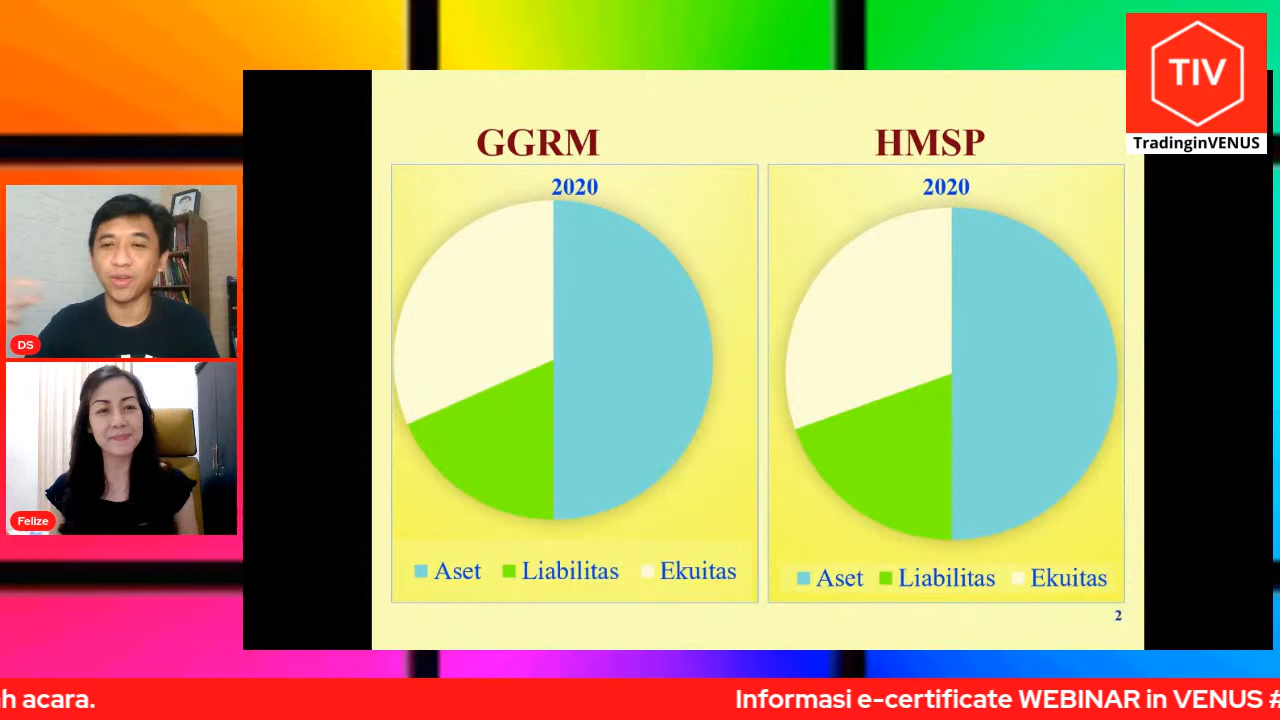 TIV
TradinginVENUS
GGRM
HMSP
2020
2020
DS
Felize
Aset Liabilitas Ekuitas
Aset Liabilitas Ekuitas
2
h acara.
Informasi e-certificate WEBINAR in VENUS #